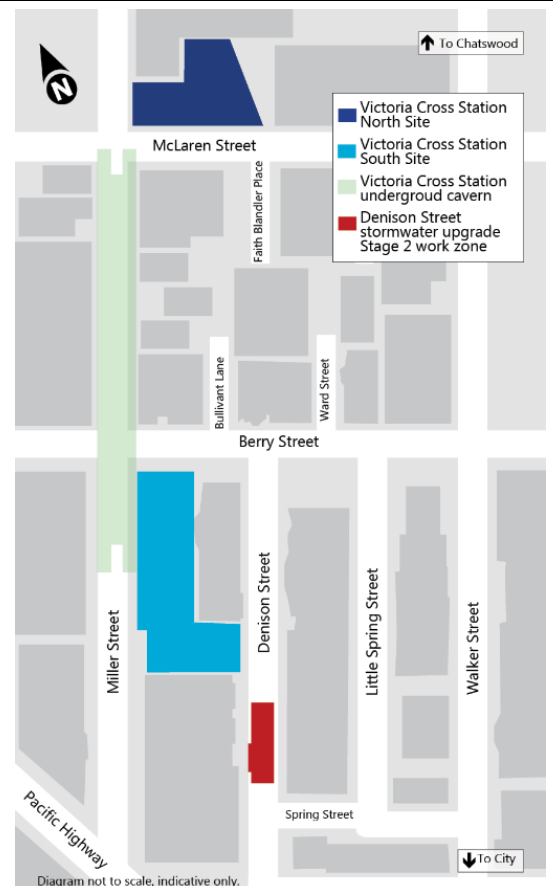 N
To Chatswood
Victoria Cross Station
North Site
Victoria Cross Station
South Site
Victoria Cross Station
undergroud cavern
Denison Street
stormwater upgrade
Stage 2 work zone
McLaren Street
Faith Blandler Place
Bullivant Lane
Ward Street
Berry Street
Miller Street
Denison Street
Little Spring Street
Walker Street
Pacific Highway
Spring Street
To City
Diagram not to scale, indicative only.